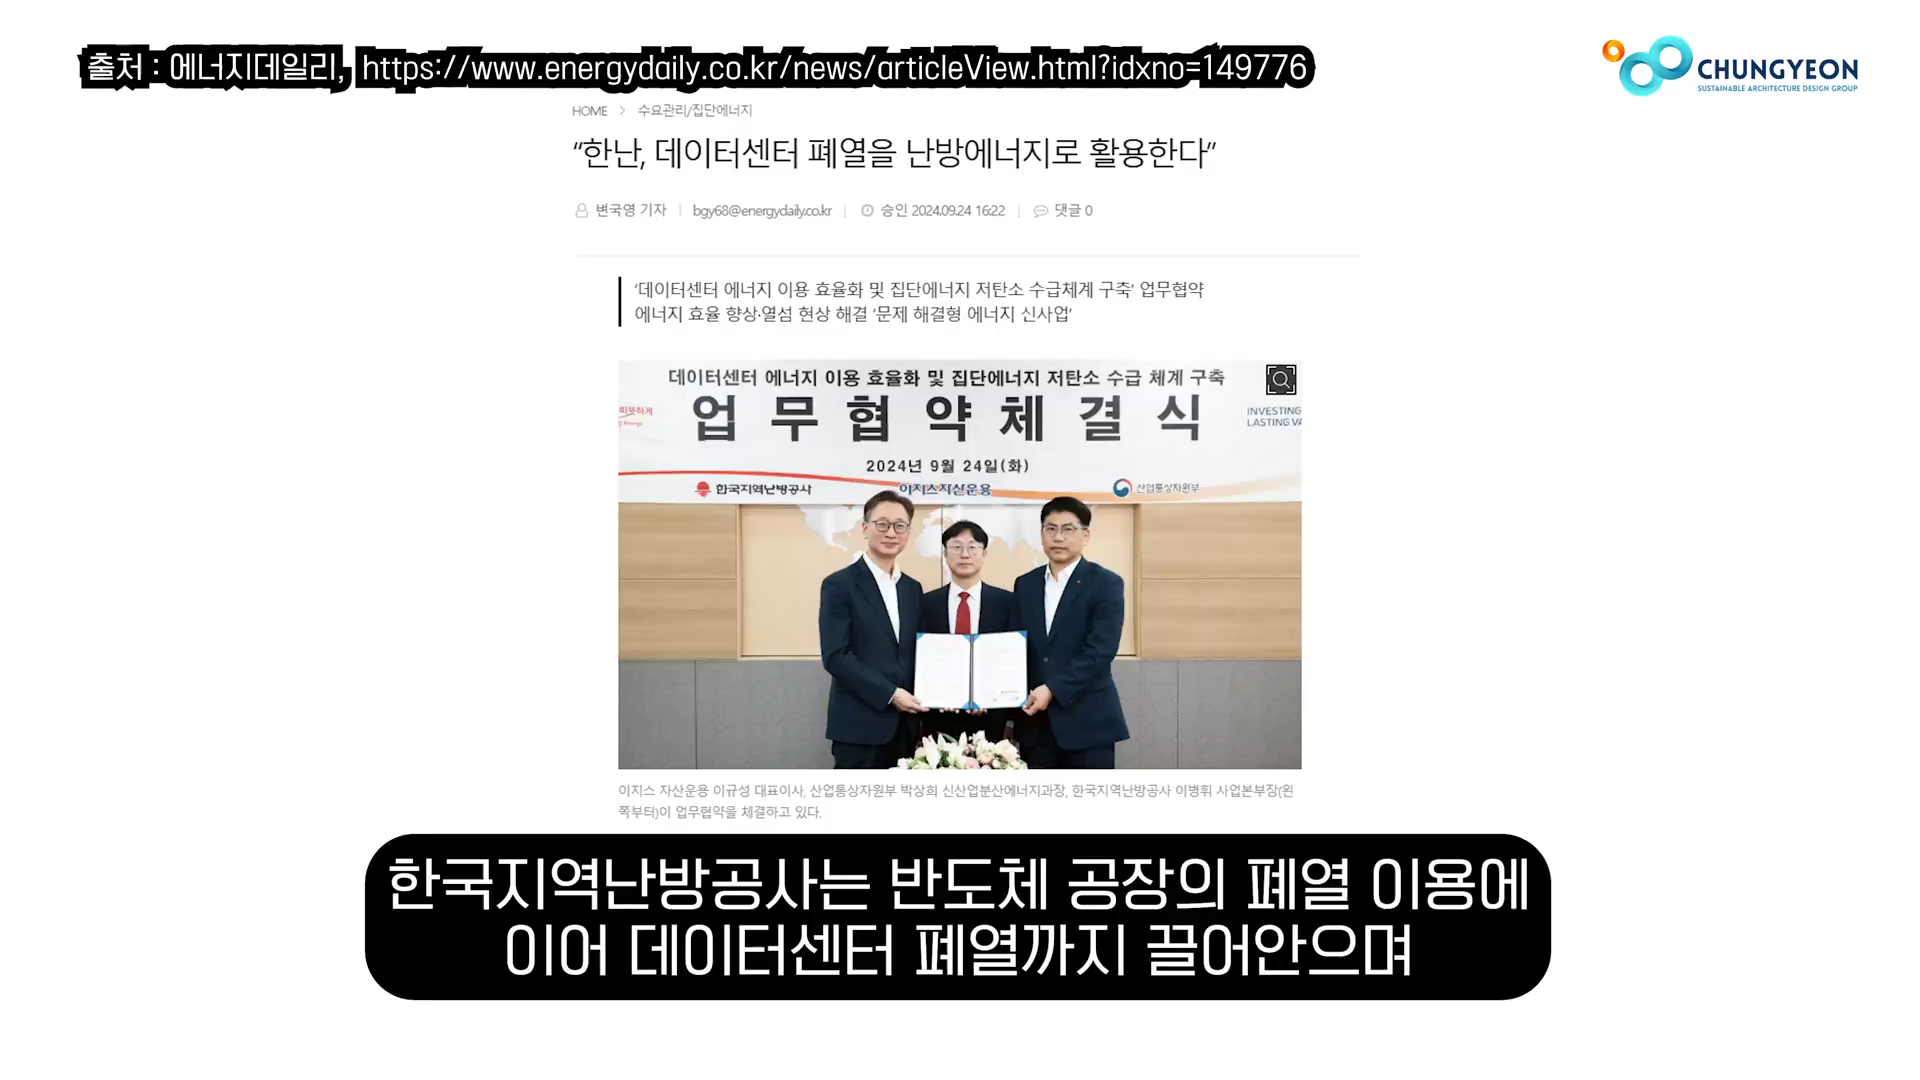 출처 : 에너지데일리, https://www.energydaily.co.kr/news/articleView.html?idxno=149776
CHUNGYEON
SUSTAINABLE ARCHITECTURE DESIGN GROUP
HOME > 수요관리/집단에너지
“한난, 데이터센터 폐열을 난방에너지로 활용한다”
변국영 기자 | bgy68@energydaily.co.kr | 승인 2024.09.24 16:22 | 댓글 0
‘데이터센터 에너지 이용 효율화 및 집단에너지 저탄소 수급체계 구축’ 업무협약
에너지 효율 향상·열섬 현상 해결 ‘문제 해결형 에너지 신사업’
데이터센터 에너지 이용 효율화 및 집단에너지 저탄소 수급 체계 구축
따뜻하게
업무협약체결식
INVESTING
LASTING VA
2024년 9월 24일(화)
한국지역난방공사 이지스자산운용 산업통상자원부
이지스 자산운용 이규성 대표이사, 산업통상자원부 박상희 신산업분산에너지과장, 한국지역난방공사 이병휘 사업본부장(왼
쪽부터)이 업무협약을 체결하고 있다.
한국지역난방공사는 반도체 공장의 폐열 이용에
이어 데이터센터 폐열까지 끌어안으며